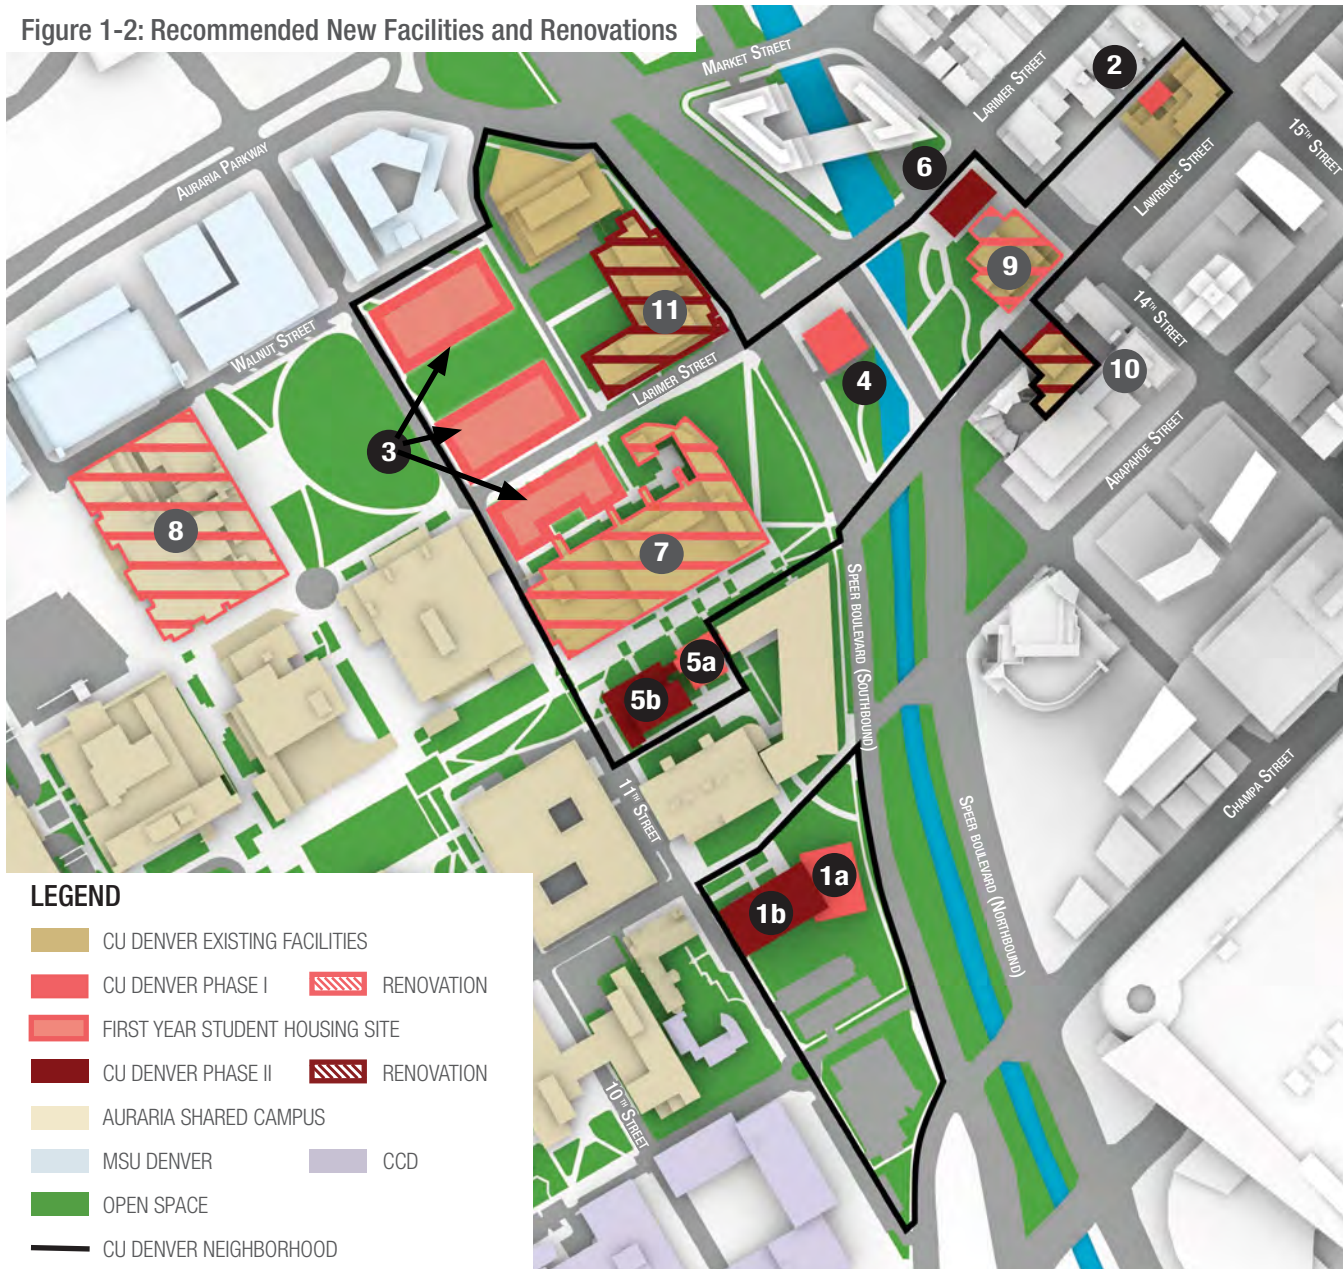 Figure 1-2: Recommended New Facilities and Renovations
MARKET STREET
LARIMER STREET
2
15TH STREET
AURARIA PARKWAY
6
LAWRENCE STREET
9
14TH STREET
11
WALNUT STREET
LARIMER STREET
4
10
3
ARAPAHOE STREET
8
7
SPEER BOULEVARD (SOUTHBOUND)
5a
5b
11TH STREET
CHAMPA STREET
SPEER BOULEVARD (NORTHBOUND)
1a
1b
10TH STREET
LEGEND
CU DENVER EXISTING FACILITIES
CU DENVER PHASE I RENOVATION
FIRST YEAR STUDENT HOUSING SITE
CU DENVER PHASE II RENOVATION
AURARIA SHARED CAMPUS
MSU DENVER CCD
OPEN SPACE
CU DENVER NEIGHBORHOOD